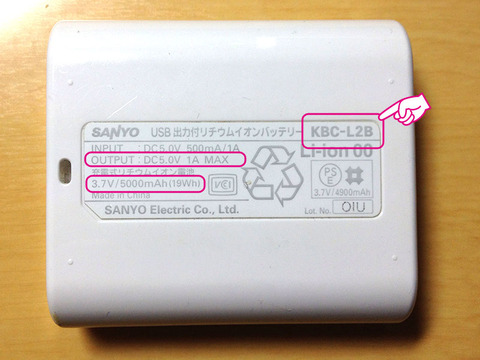 SANYO USB出力付リチウムイオンバッテリー KBC-L2B
INPUT : DC5.0V 500mA/1A
OUTPUT : DC5.0V 1A MAX
Li-ion 00
充電式リチウムイオン電池
3.7V/5000mAh(19Wh)
VCCI
PS
E
3.7V/4900mAh
Made in China
SANYO Electric Co., Ltd.
Lot. No. OIU